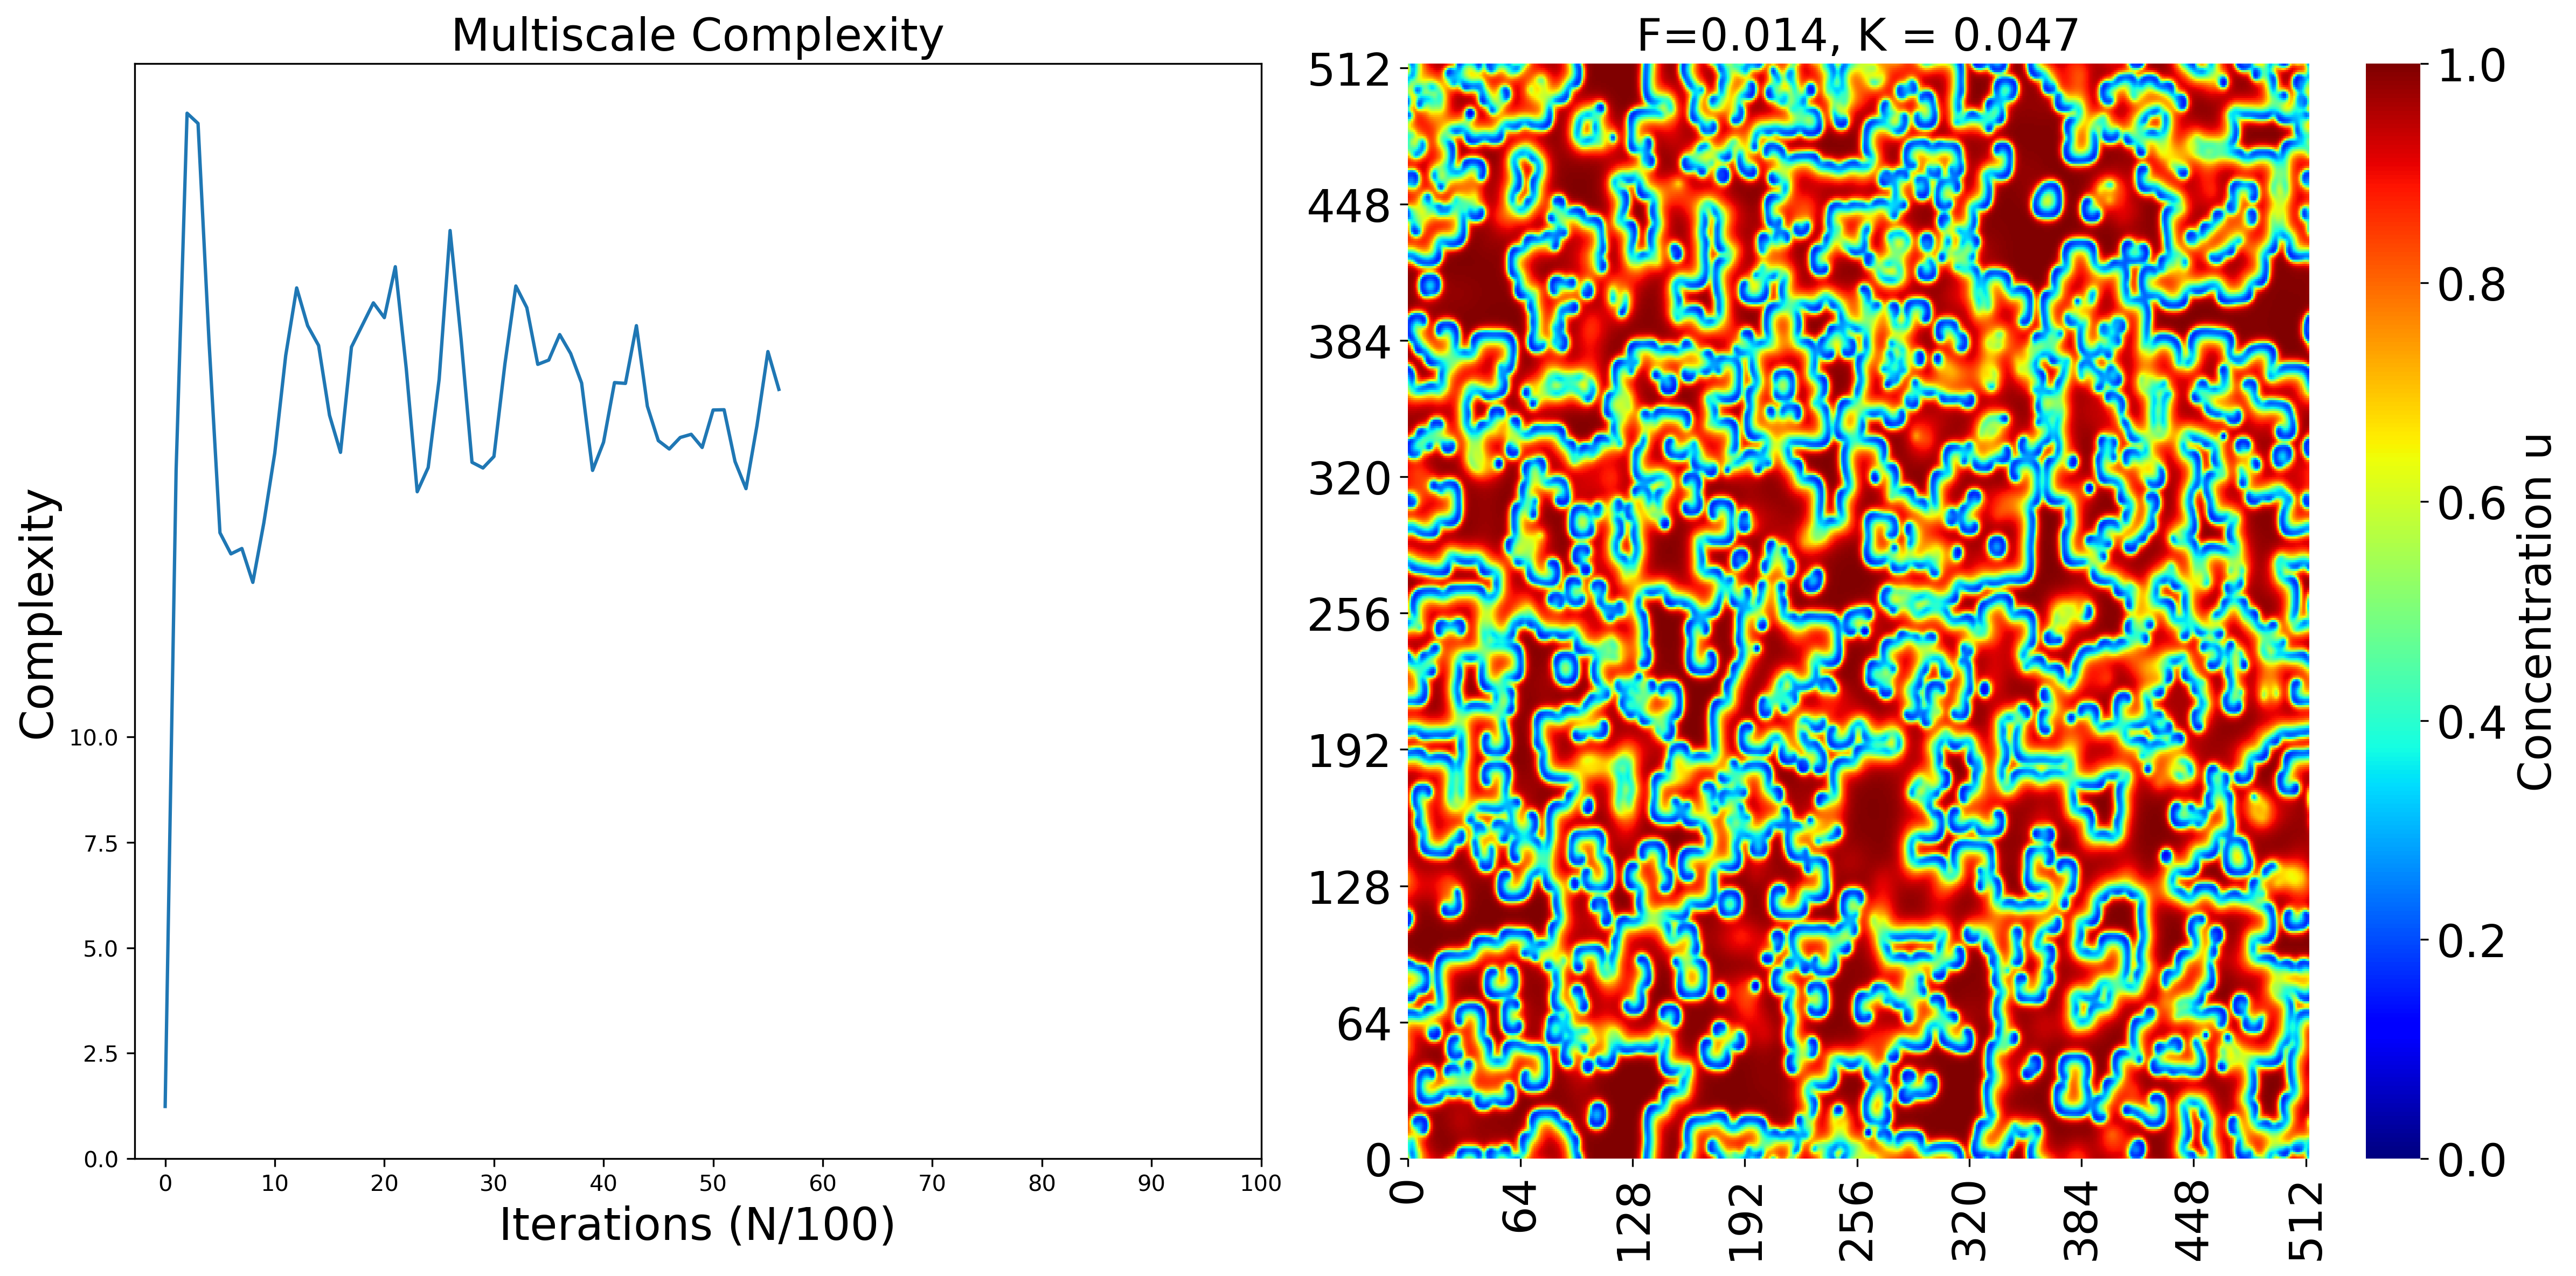 Multiscale Complexity
Complexity
10.0
7.5
5.0
2.5
0.0
0 10 20 30 40 50 60 70 80 90 100
Iterations (N/100)
F=0.014, K = 0.047
512
448
384
320
256
192
128
64
0
0 64 128 192 256 320 384 448 512
1.0
0.8
0.6
0.4
0.2
0.0
Concentration u